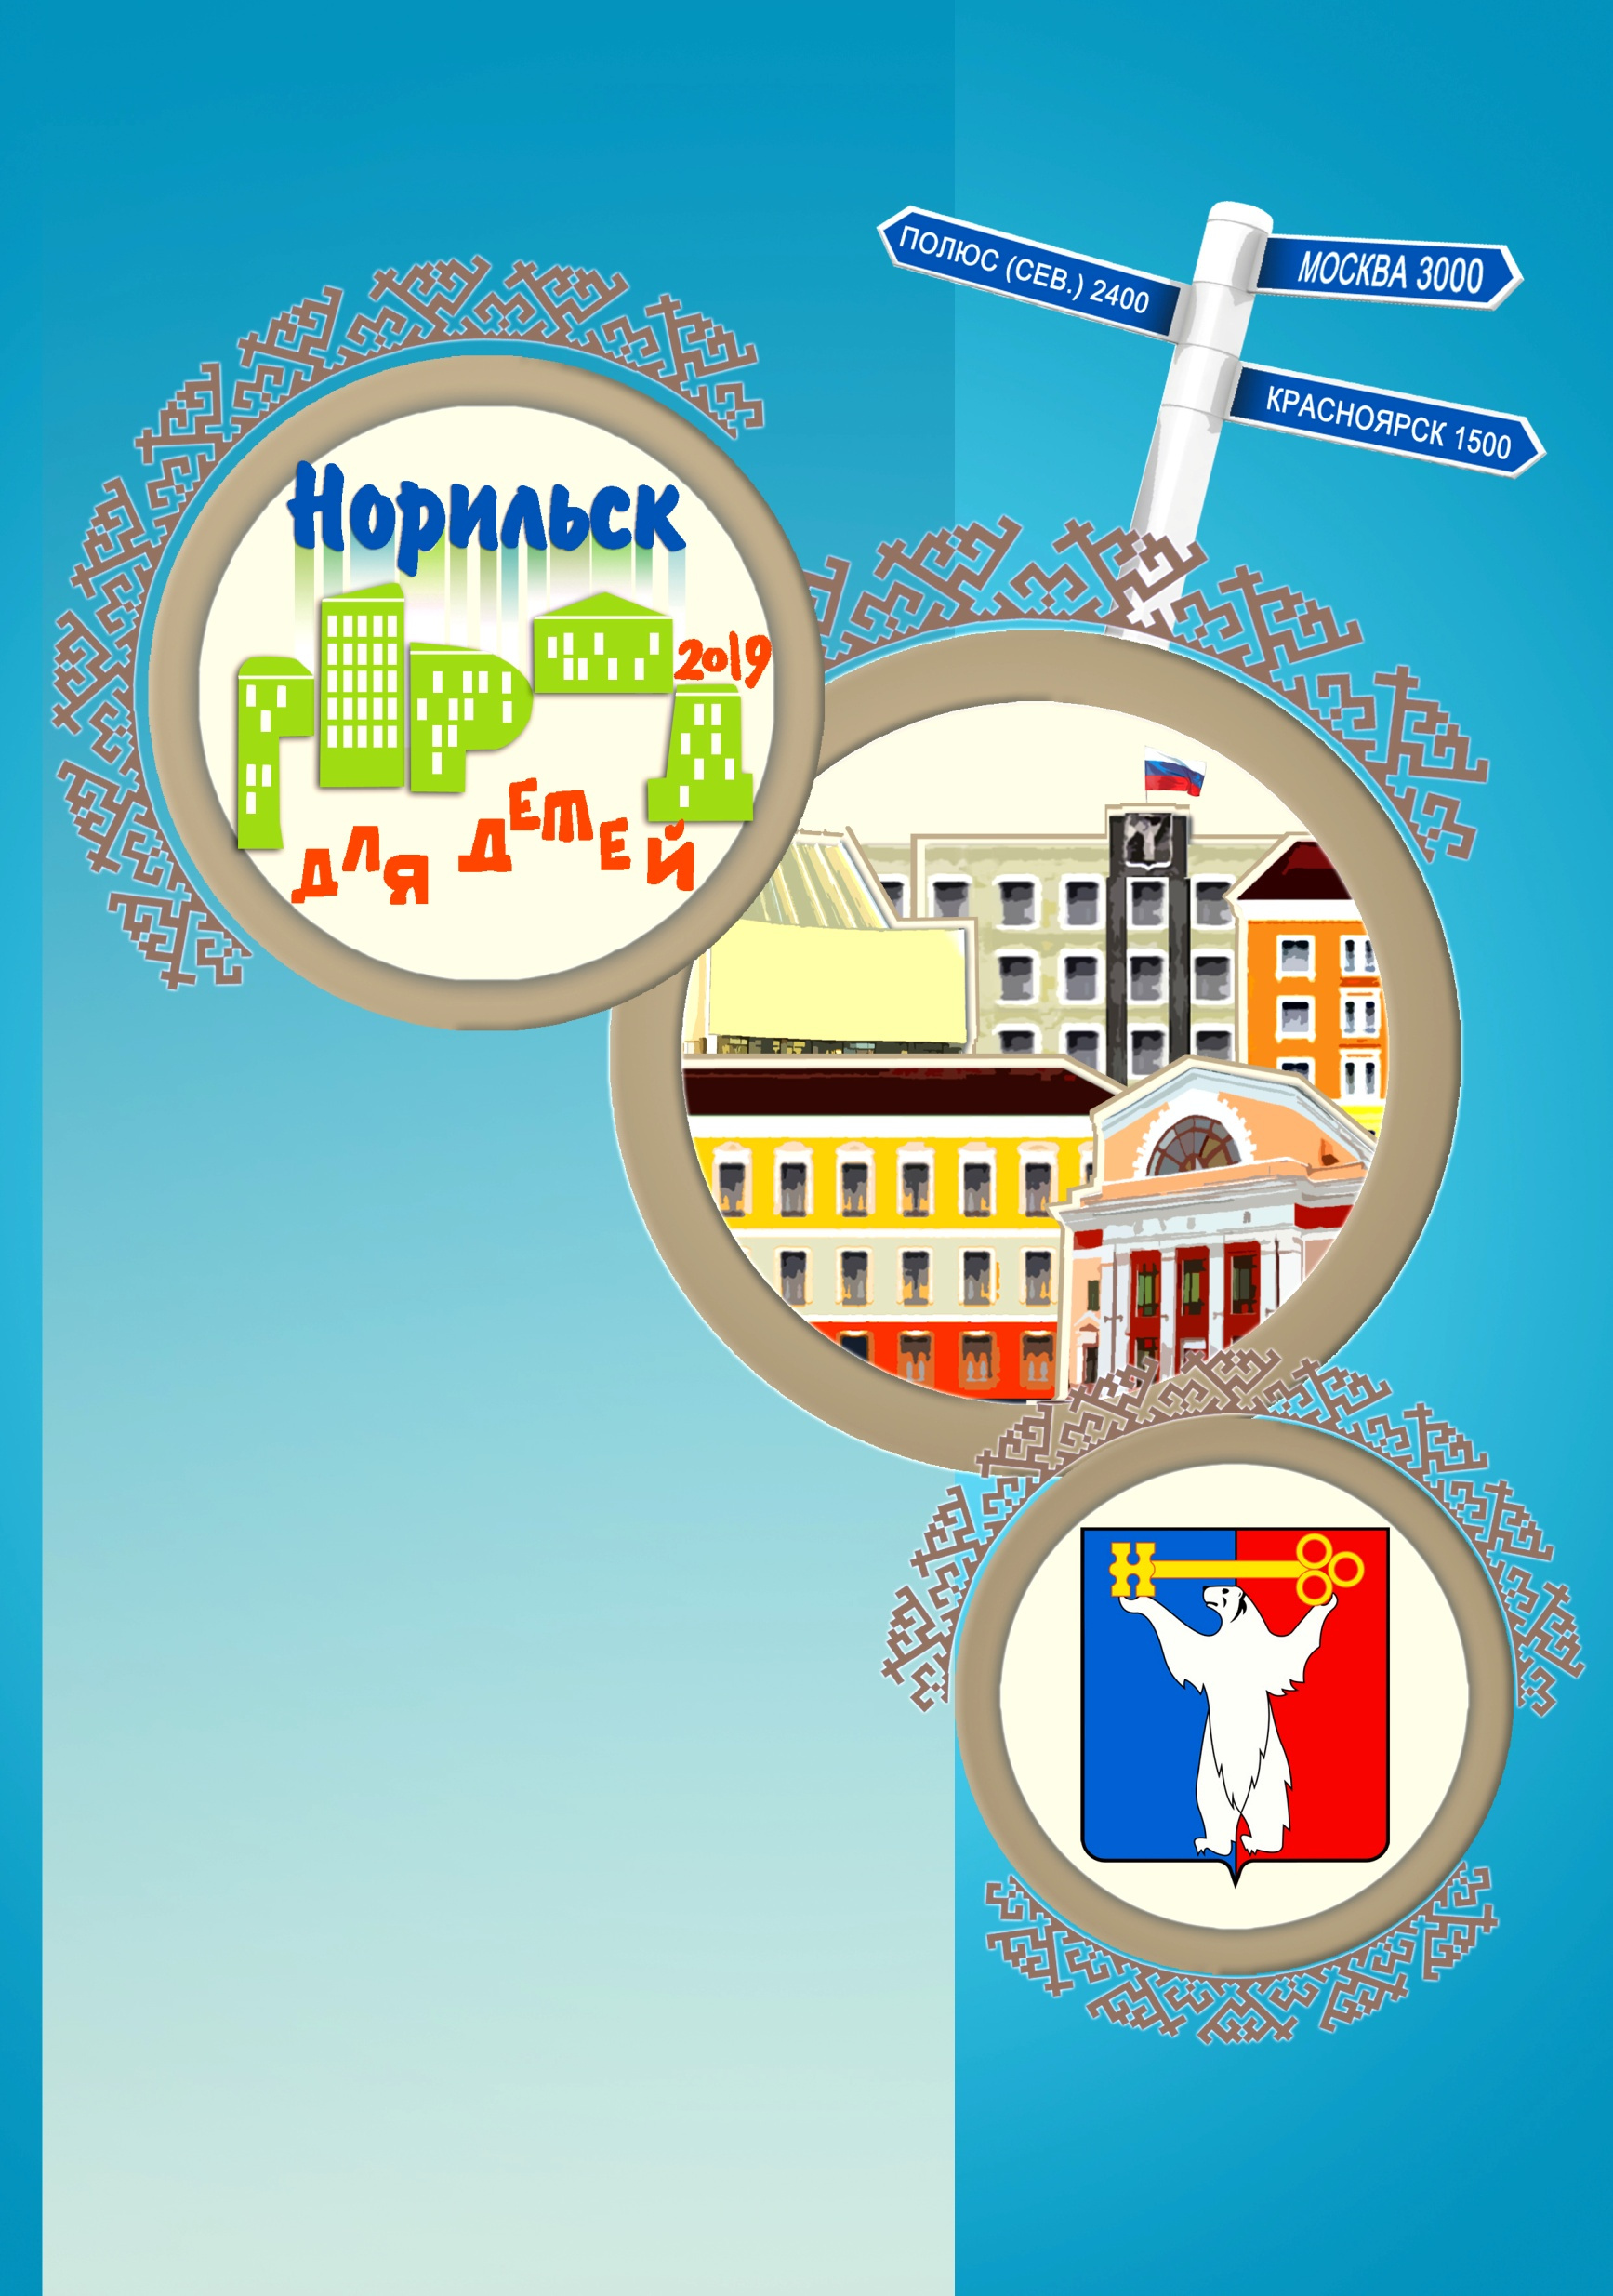 ПОЛЮС (СЕВ.) 2400
МОСКВА 3000
КРАСНОЯРСК 1500
Норильск
ГОРОД
2019
для детей